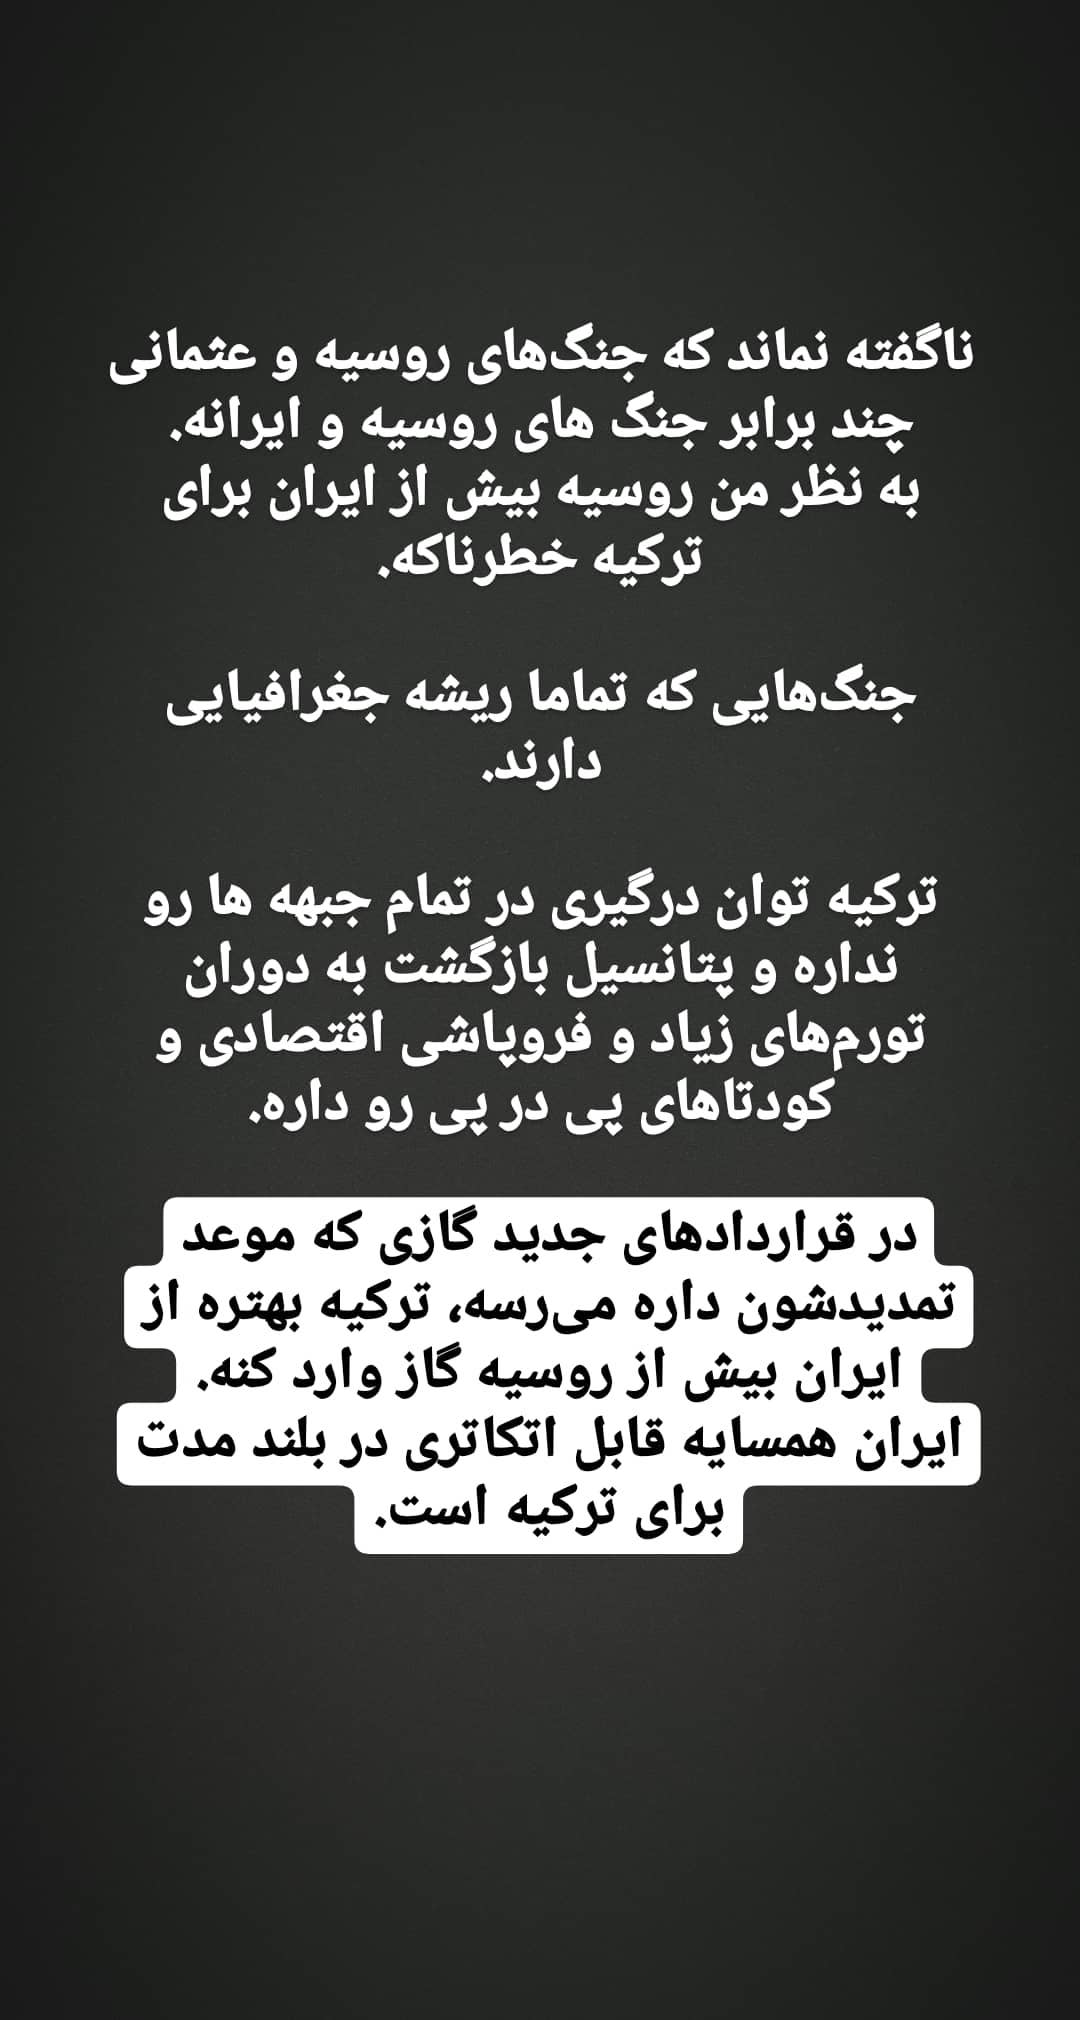 ناگفته نماند که جنگ‌های روسیه و عثمانی
چند برابر جنگ های روسیه و ایرانه.
به نظر من روسیه بیش از ایران برای
ترکیه خطرناکه.
جنگ‌هایی که تماما ریشه جغرافیایی
دارند.
ترکیه توان درگیری در تمام جبهه ها رو
نداره و پتانسیل بازگشت به دوران
تورم‌های زیاد و فروپاشی اقتصادی و
کودتاهای پی در پی رو داره.
در قراردادهای جدید گازی که موعد
تمدیدشون داره می‌رسه، ترکیه بهتره از
ایران بیش از روسیه گاز وارد کنه.
ایران همسایه قابل اتکاتری در بلند مدت
برای ترکیه است.